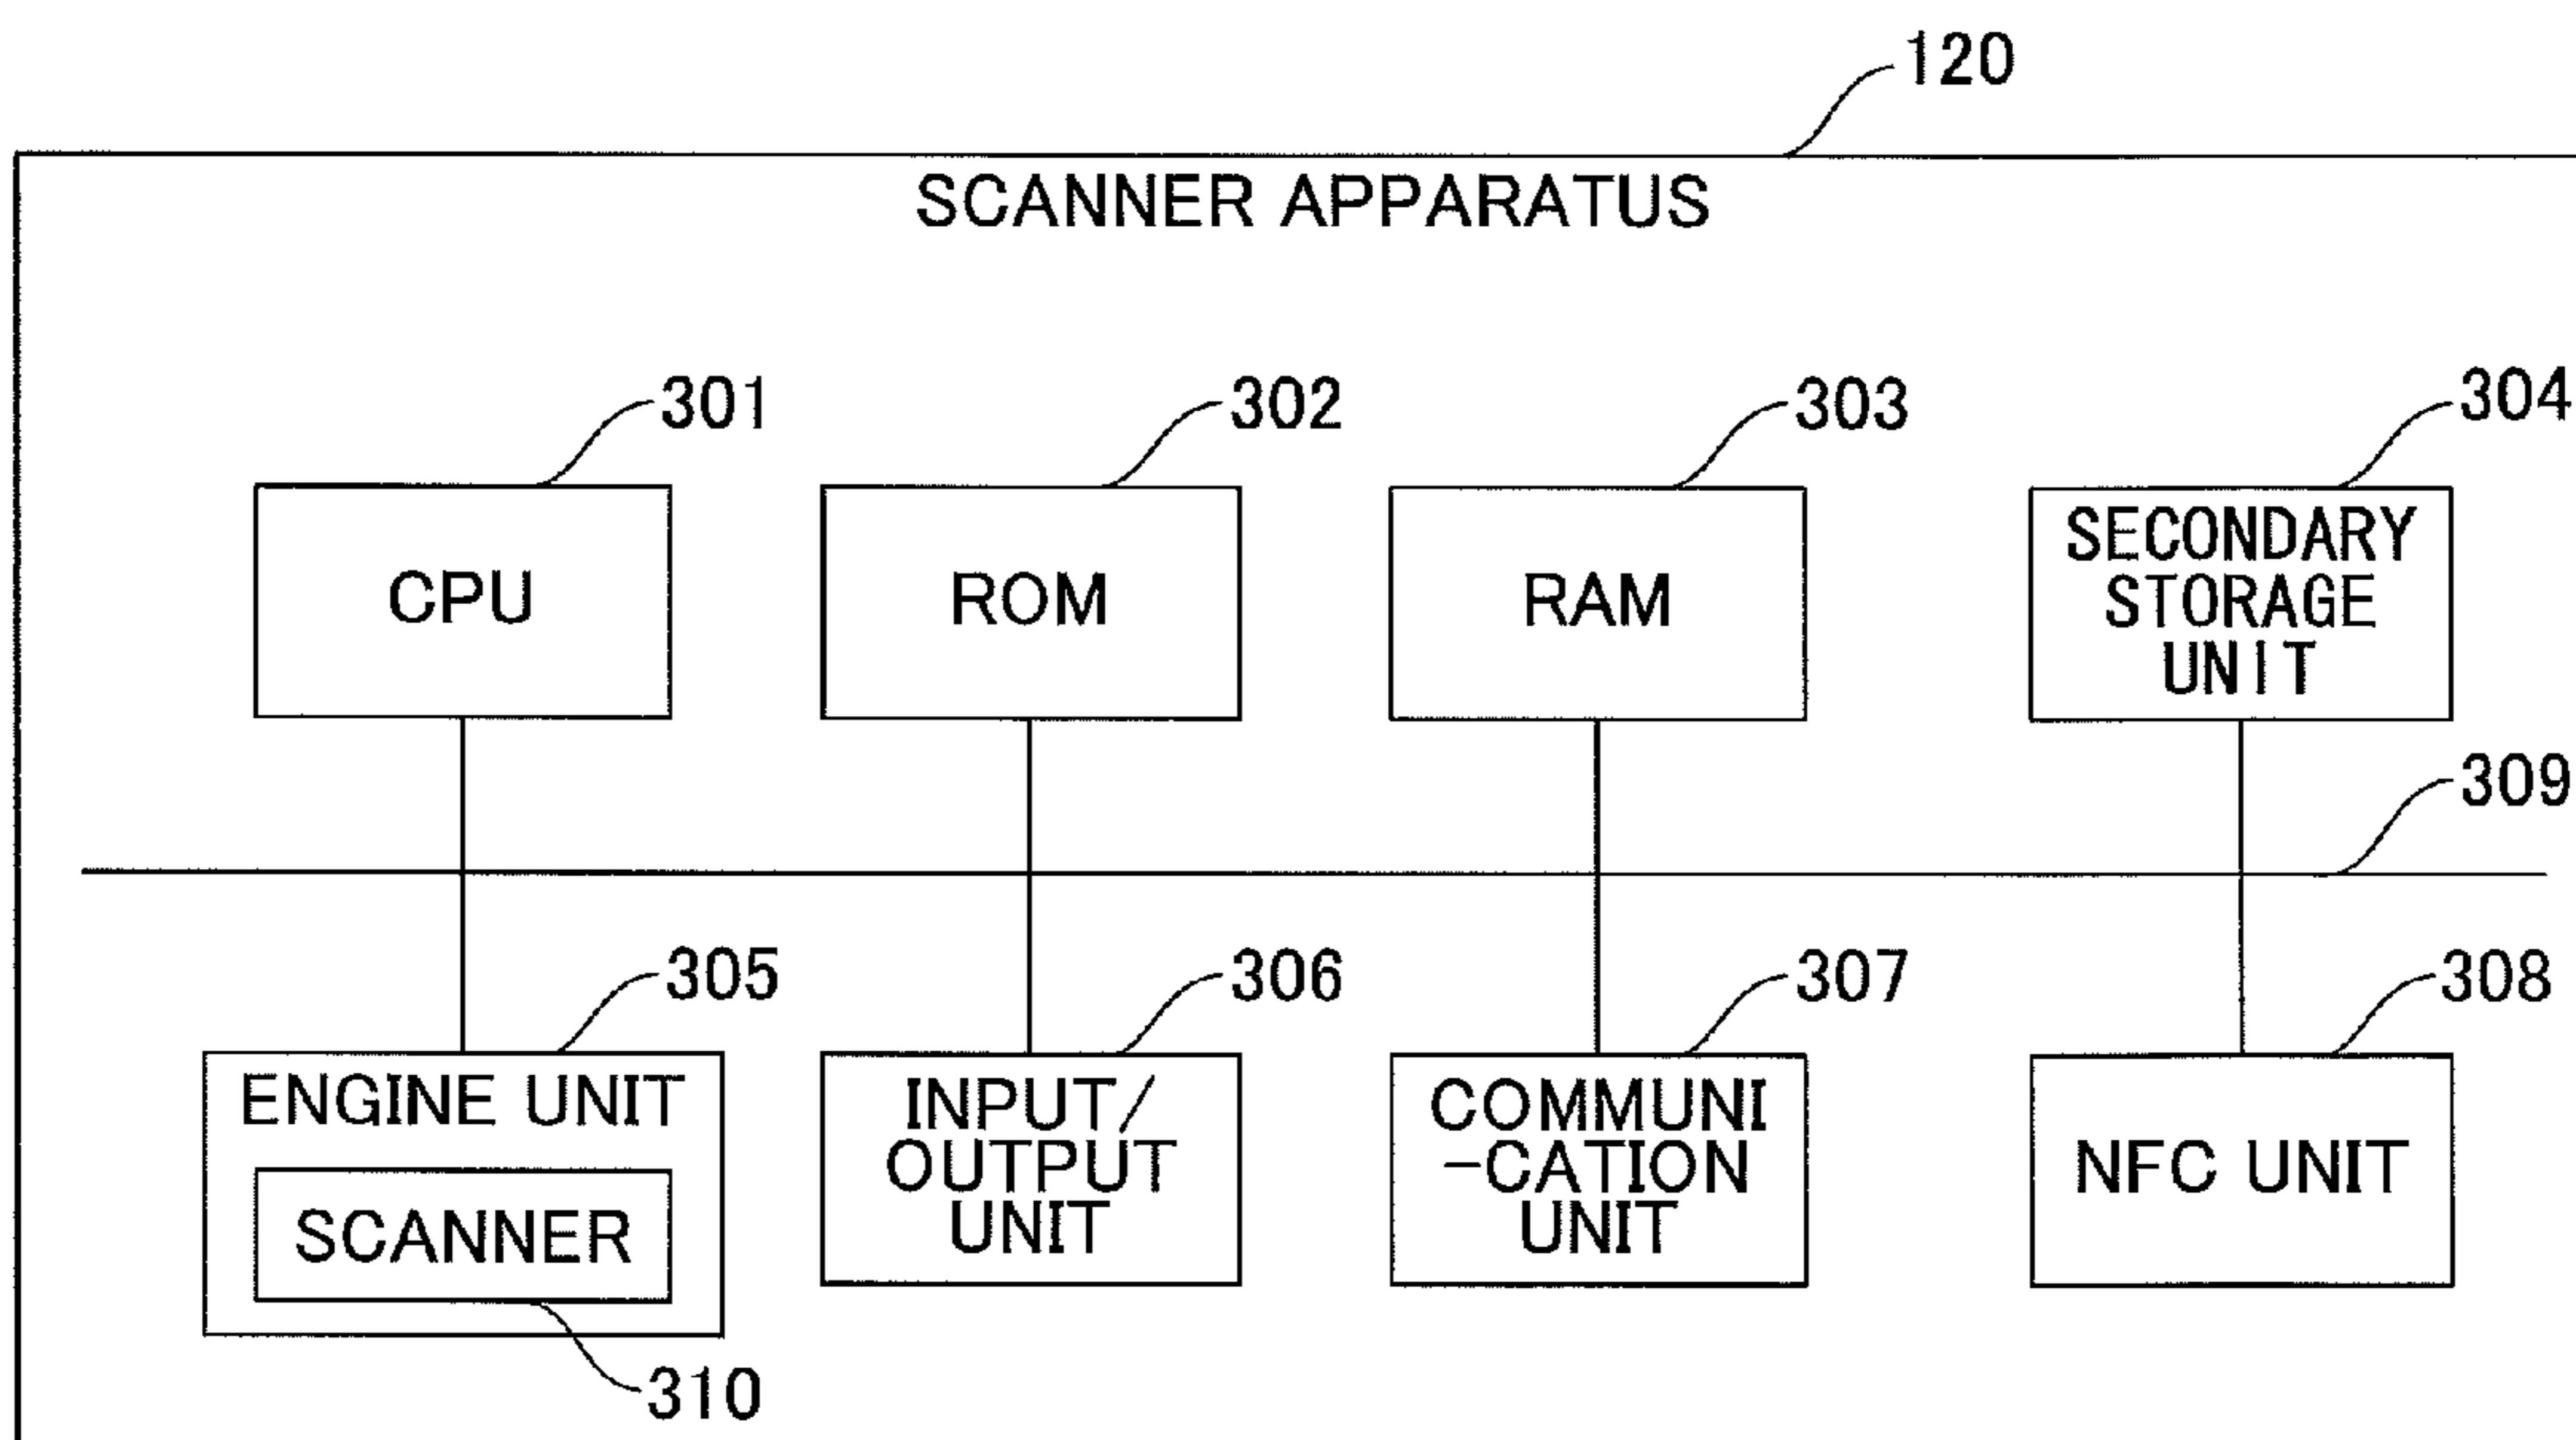 120
SCANNER APPARATUS
301
302
303
304
CPU
ROM
RAM
SECONDARY
STORAGE
UNIT
309
305
306
307
308
ENGINE UNIT
SCANNER
INPUT/
OUTPUT
UNIT
COMMUNI
-CATION
UNIT
NFC UNIT
310